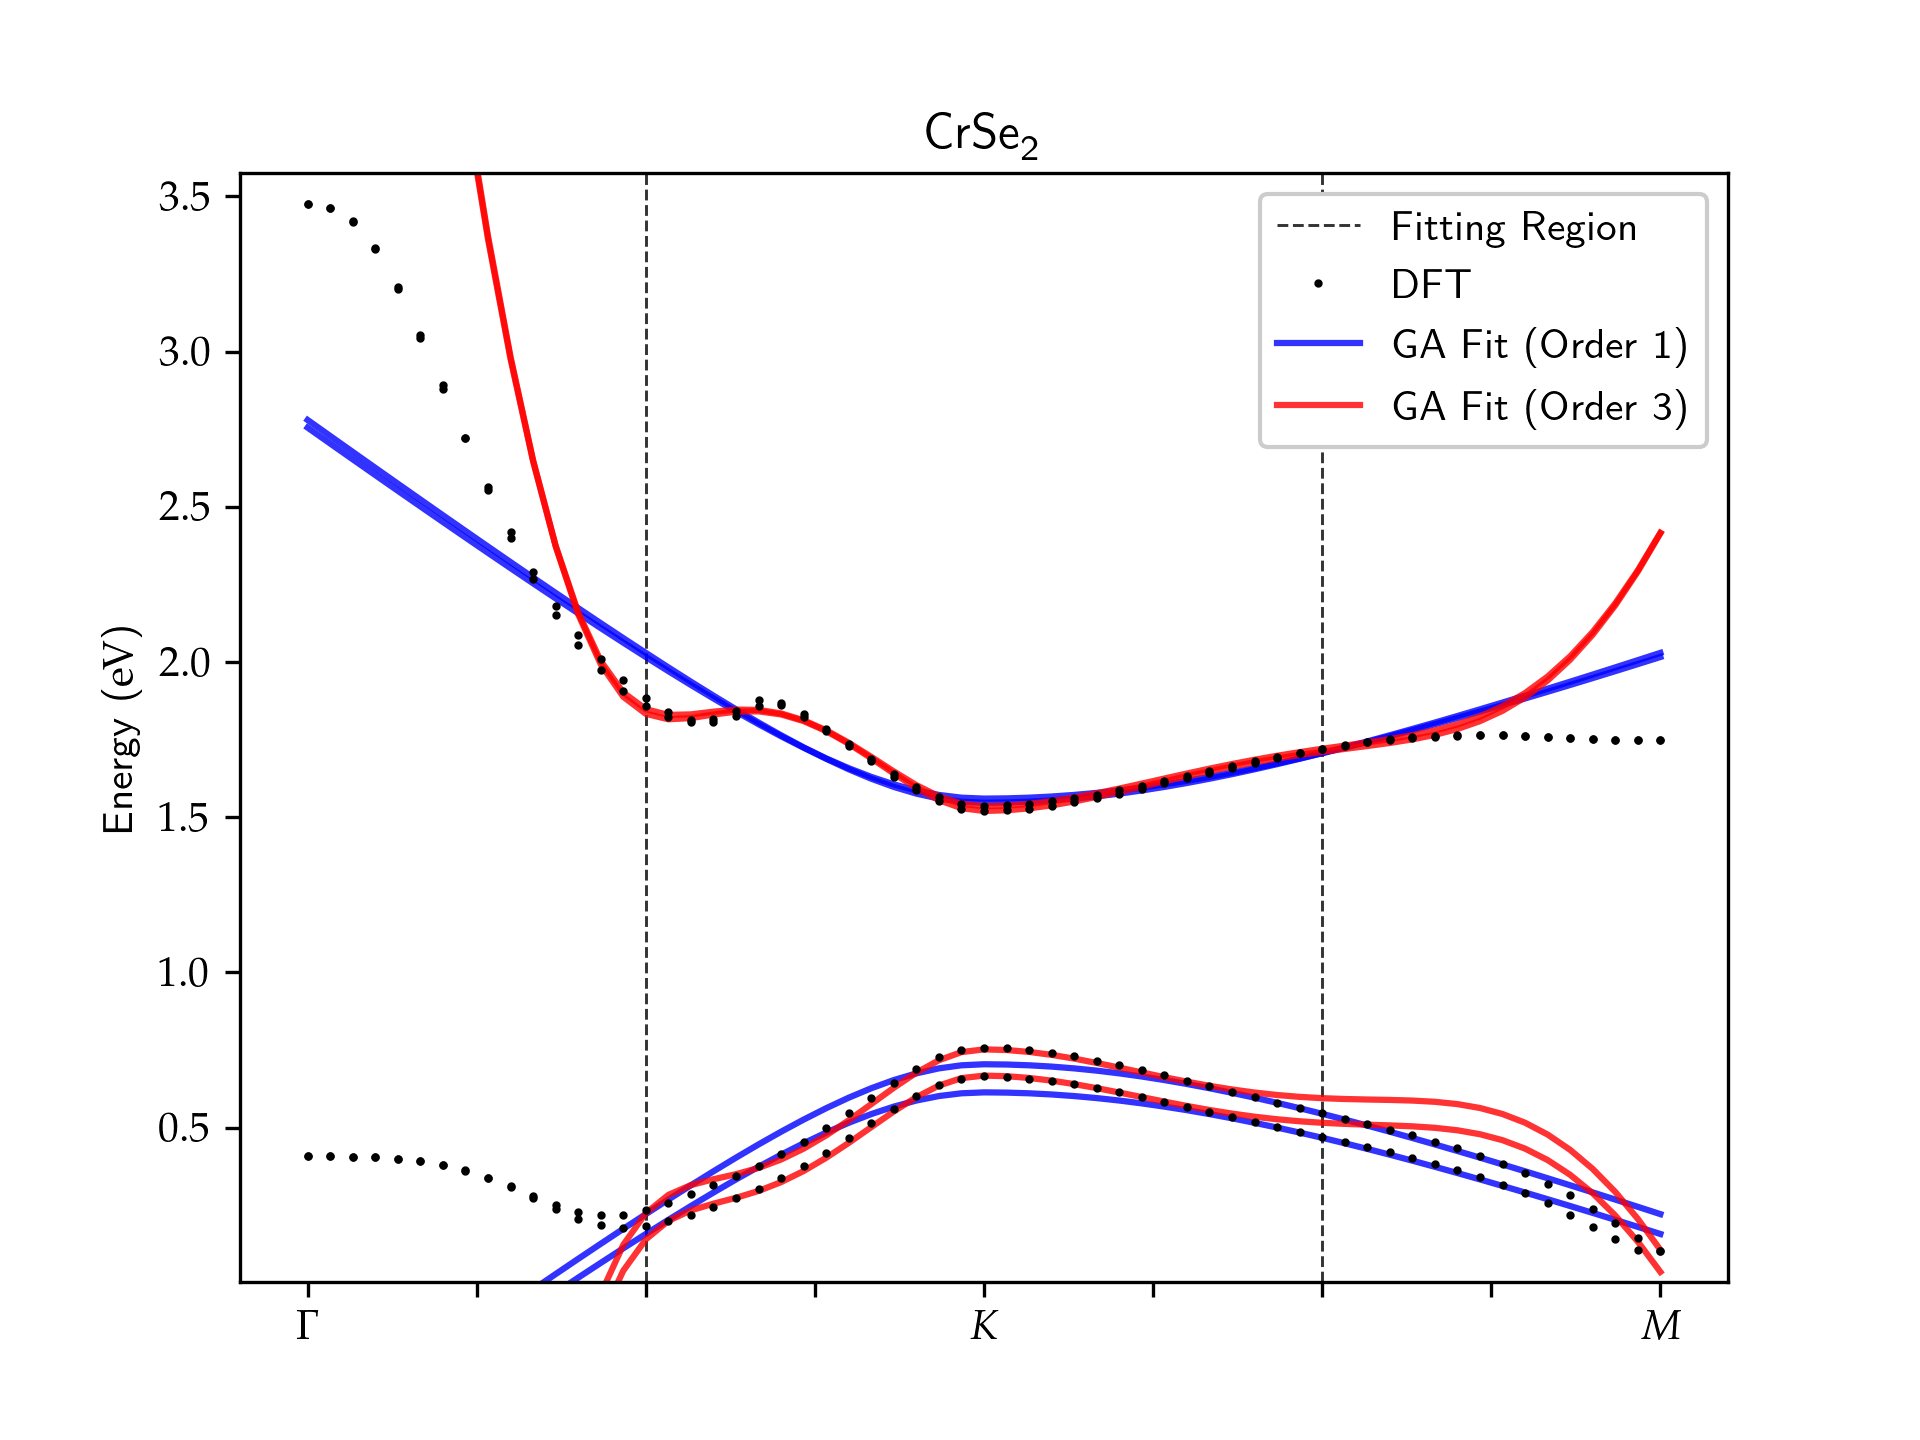 CrSe₂
Fitting Region
DFT
GA Fit (Order 1)
GA Fit (Order 3)
Energy (eV)
3.5
3.0
2.5
2.0
1.5
1.0
0.5
Γ
K
M